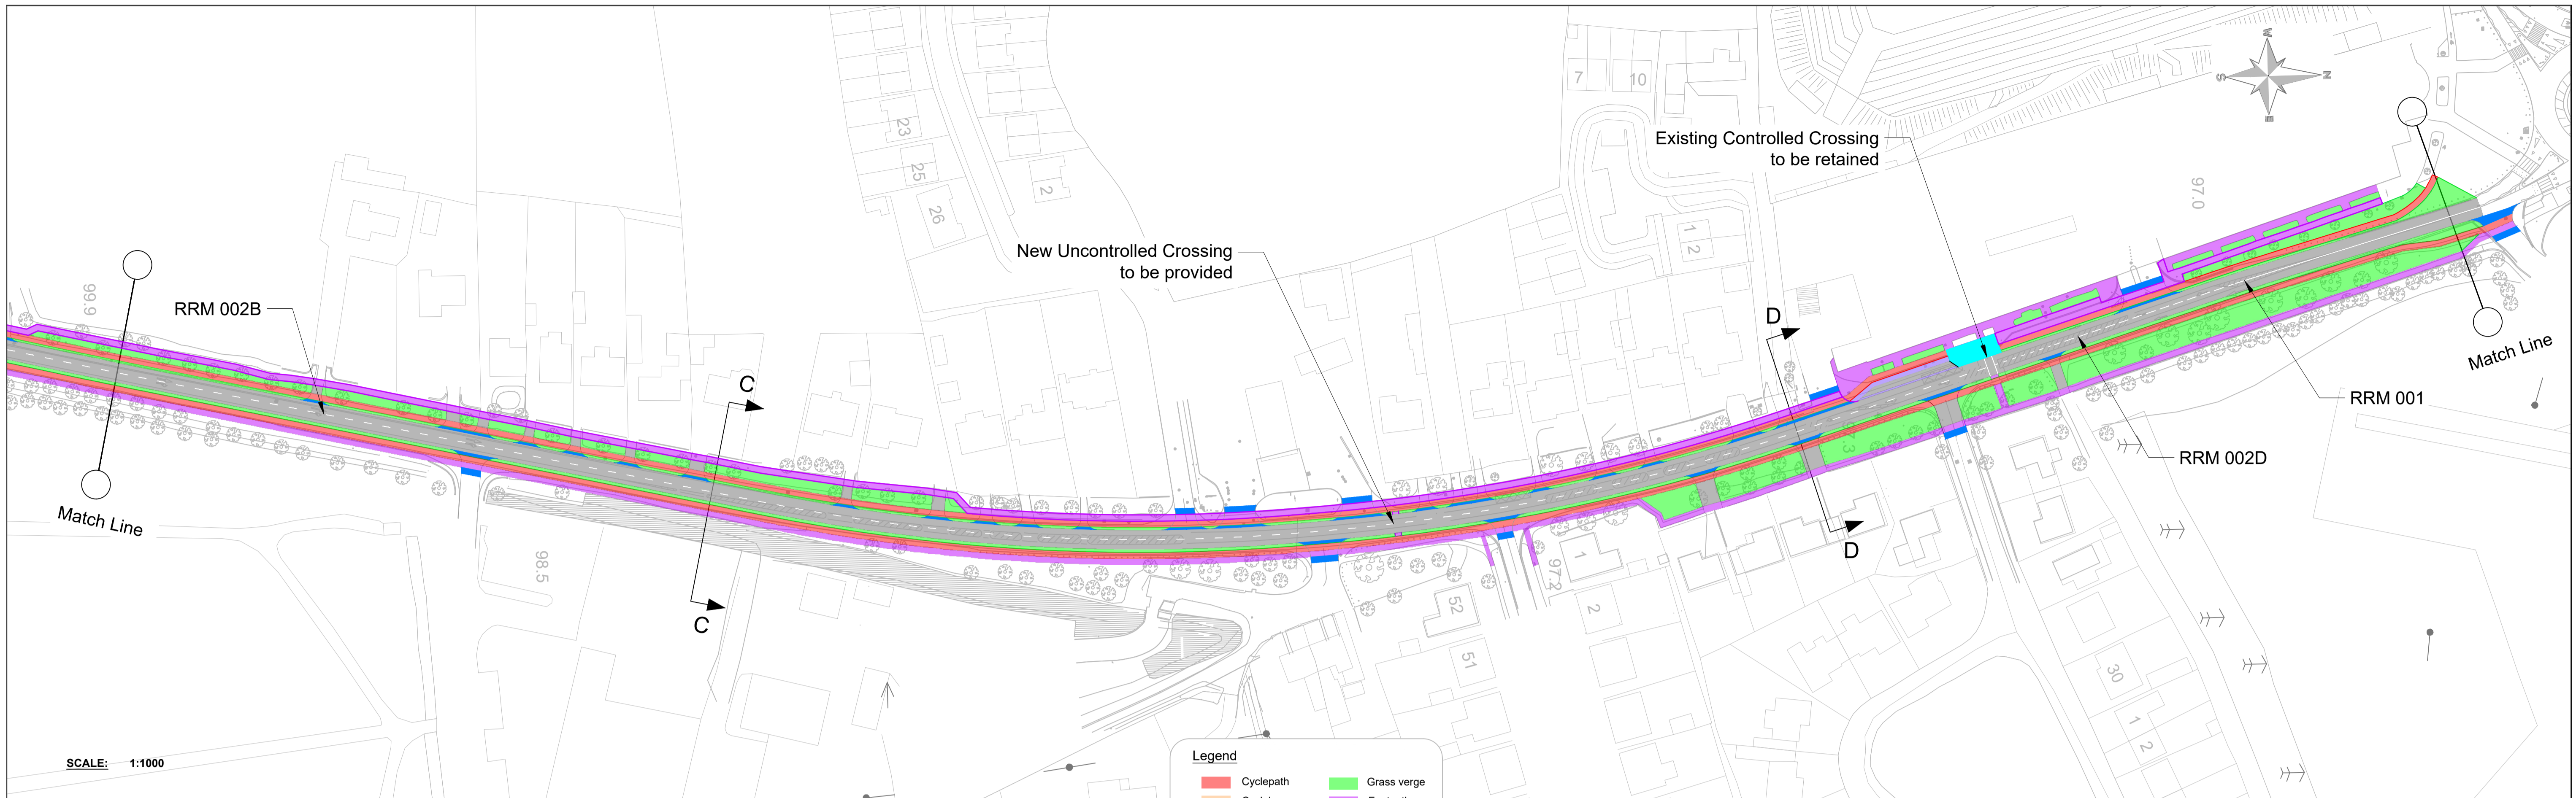 7
10
W
S
N
E
23
25
26
2
1
2
Existing Controlled Crossing
to be retained
97.0
New Uncontrolled Crossing
to be provided
99.9
RRM 002B
D
C
Match Line
RRM 001
RRM 002D
Match Line
D
C
98.5
1
97.2
52
2
51
30
1
2
SCALE: 1:1000
Legend
Cyclepath
Grass verge